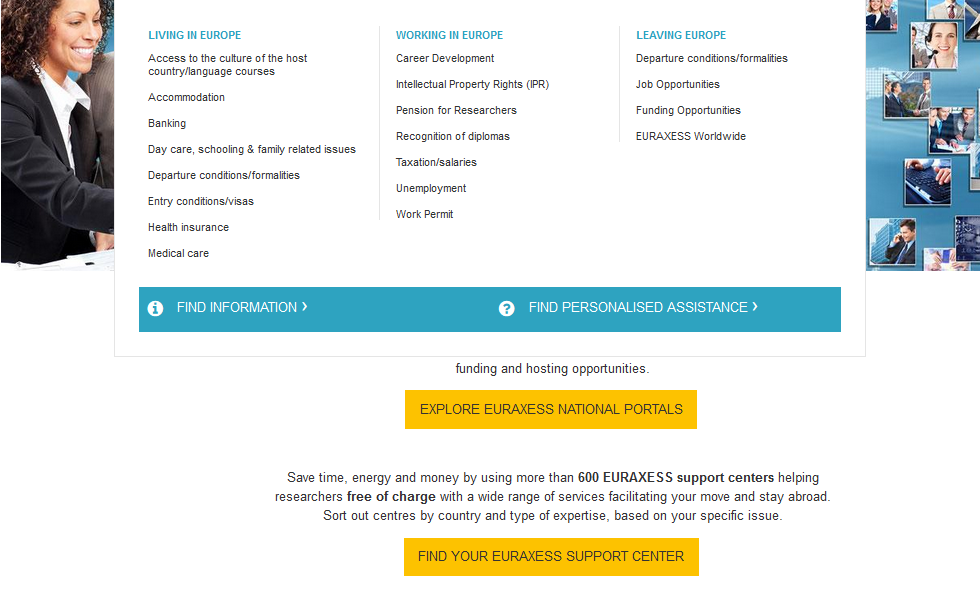 LIVING IN EUROPE
Access to the culture of the host
country/language courses
Accommodation
Banking
Day care, schooling & family related issues
Departure conditions/formalities
Entry conditions/visas
Health insurance
Medical care
WORKING IN EUROPE
Career Development
Intellectual Property Rights (IPR)
Pension for Researchers
Recognition of diplomas
Taxation/salaries
Unemployment
Work Permit
LEAVING EUROPE
Departure conditions/formalities
Job Opportunities
Funding Opportunities
EURAXESS Worldwide
FIND INFORMATION ›
FIND PERSONALISED ASSISTANCE ›
funding and hosting opportunities.
EXPLORE EURAXESS NATIONAL PORTALS
Save time, energy and money by using more than 600 EURAXESS support centers helping
researchers free of charge with a wide range of services facilitating your move and stay abroad.
Sort out centres by country and type of expertise, based on your specific issue.
FIND YOUR EURAXESS SUPPORT CENTER